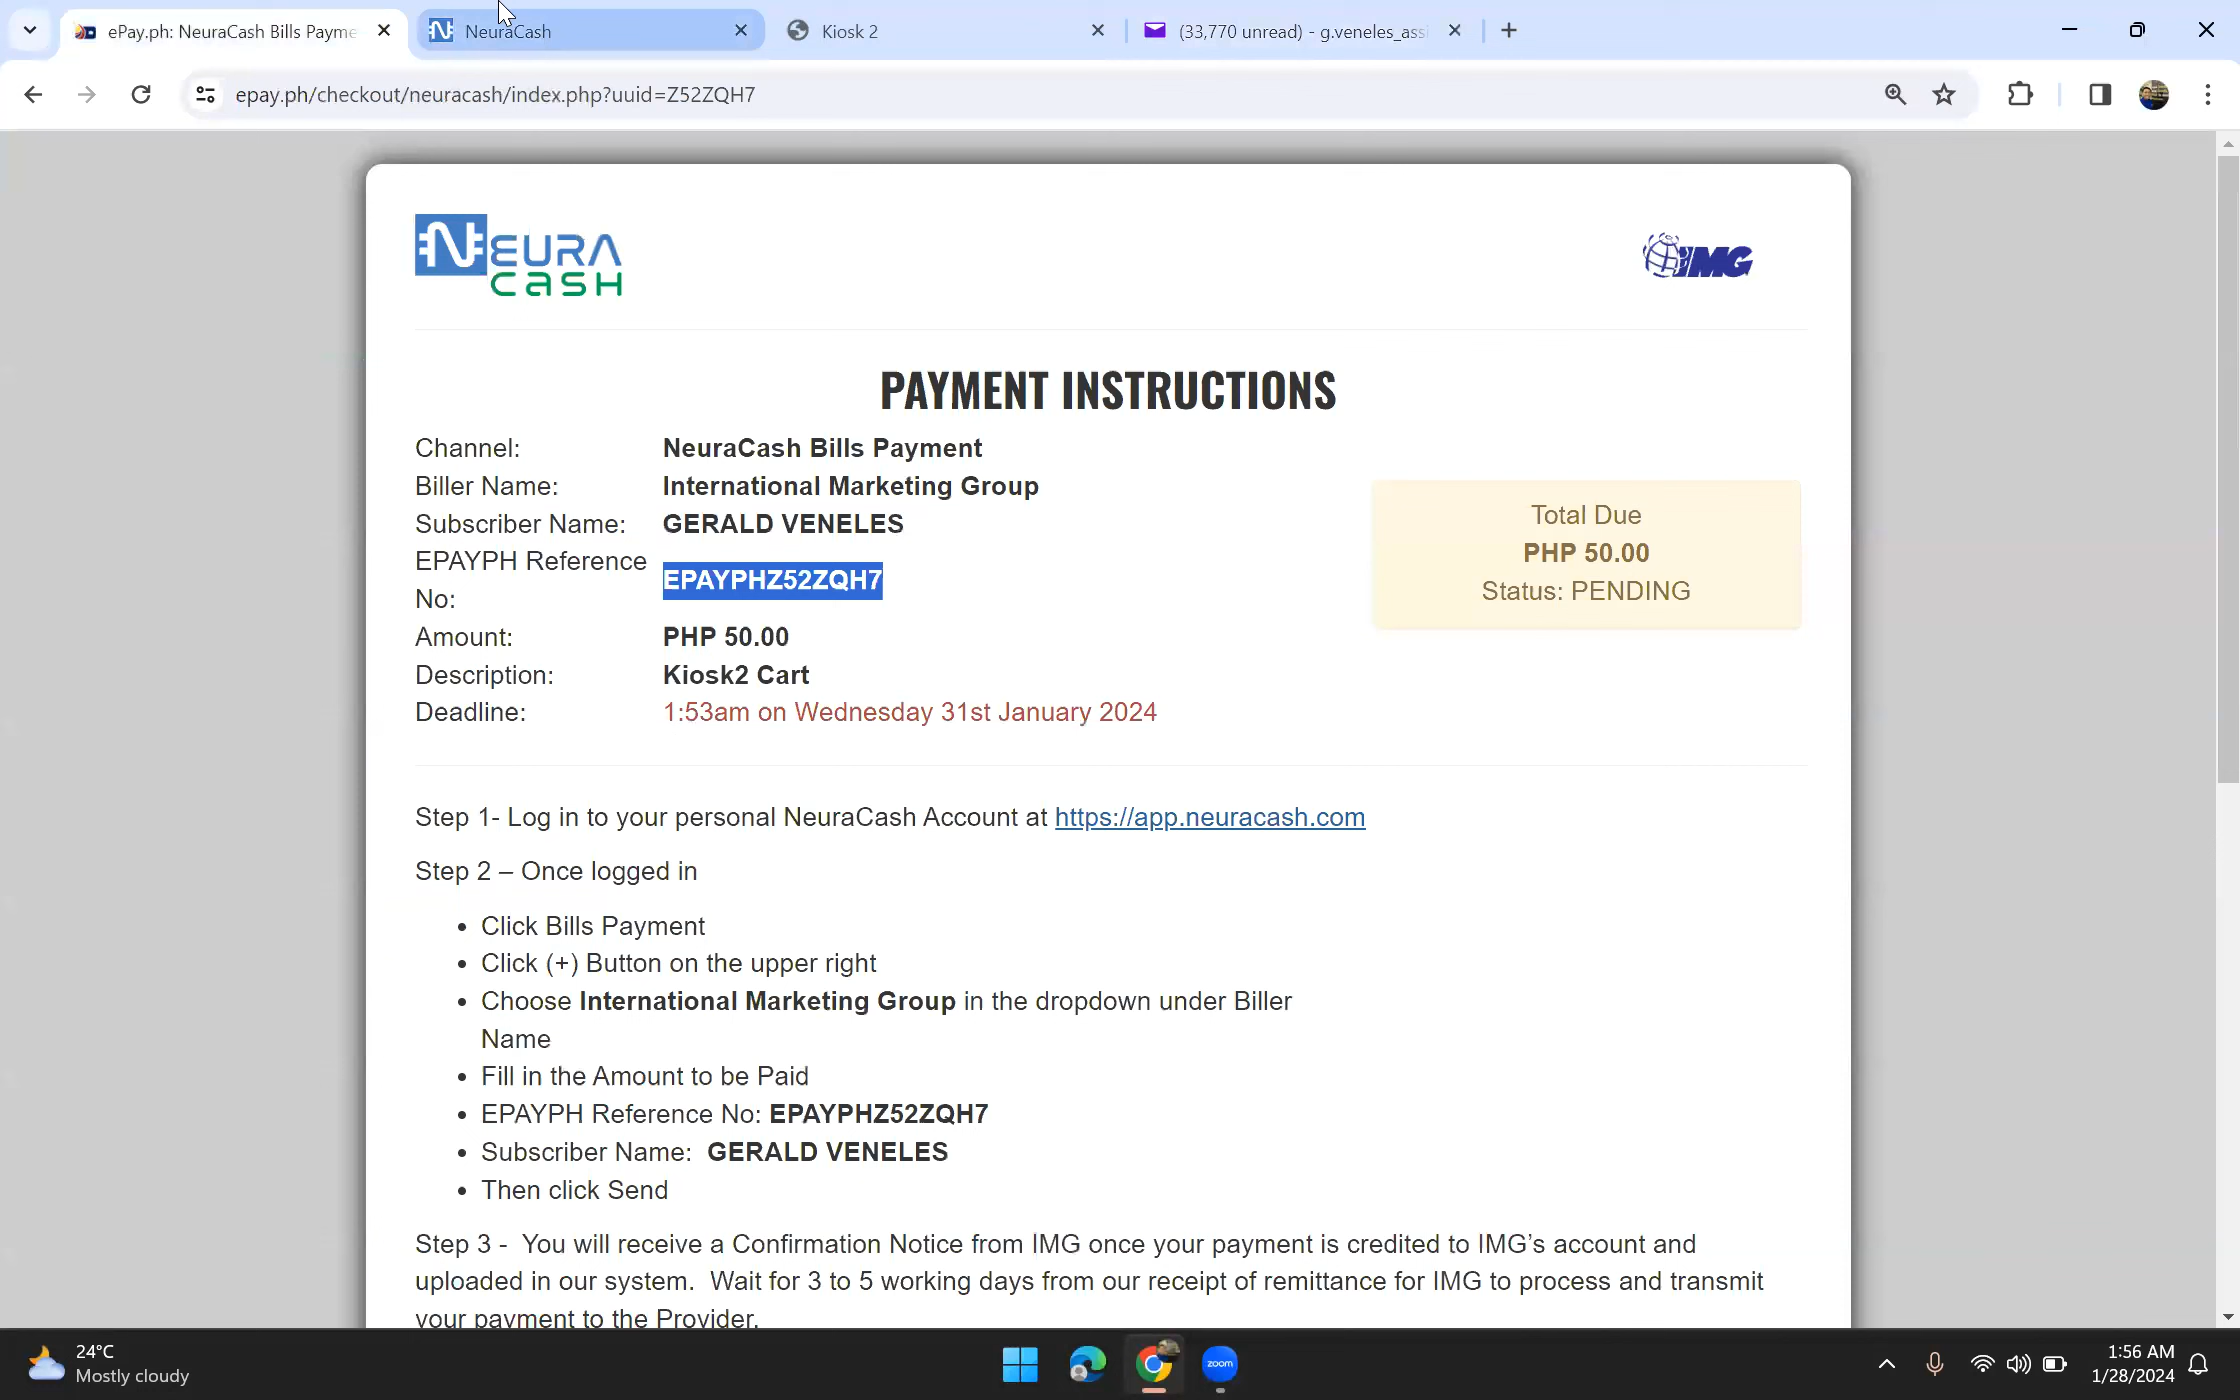 ePay.ph: NeuraCash Bills Payme
NeuraCash
Kiosk 2
(33,770 unread) - g.veneles_assi
epay.ph/checkout/neuracash/index.php?uuid=Z52ZQH7
NEURA
CASH
IMG
PAYMENT INSTRUCTIONS
Channel: NeuraCash Bills Payment
Biller Name: International Marketing Group
Subscriber Name: GERALD VENELES
EPAYPH Reference
No: EPAYPHZ52ZQH7
Amount: PHP 50.00
Description: Kiosk2 Cart
Deadline: 1:53am on Wednesday 31st January 2024
Total Due
PHP 50.00
Status: PENDING
Step 1- Log in to your personal NeuraCash Account at https://app.neuracash.com
Step 2 – Once logged in
• Click Bills Payment
• Click (+) Button on the upper right
• Choose International Marketing Group in the dropdown under Biller
Name
• Fill in the Amount to be Paid
• EPAYPH Reference No: EPAYPHZ52ZQH7
• Subscriber Name: GERALD VENELES
• Then click Send
Step 3 - You will receive a Confirmation Notice from IMG once your payment is credited to IMG’s account and
uploaded in our system. Wait for 3 to 5 working days from our receipt of remittance for IMG to process and transmit
your payment to the Provider.
24°C
Mostly cloudy
zoom
1:56 AM
1/28/2024